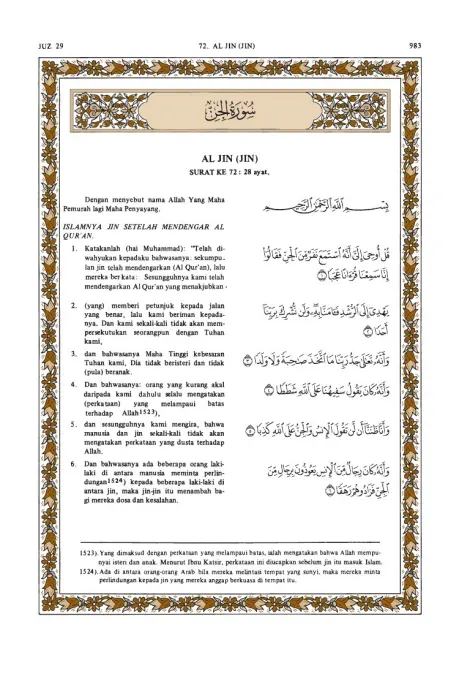 JUZ 29
72. AL JIN (JIN)
983
سورة الجن
AL JIN (JIN)
SURAT KE 72 : 28 ayat.
Dengan menyebut nama Allah Yang Maha
Pemurah lagi Maha Penyayang.
بِسْمِ اللَّهِ الرَّحْمَٰنِ الرَّحِيمِ
ISLAMNYA JIN SETELAH MENDENGAR AL
QUR'AN.
1. Katakanlah (hai Muhammad): "Telah di-
wahyukan kepadaku bahwasanya: sekumpu-
lan jin telah mendengarkan (Al Qur'an), lalu
mereka berkata: Sesungguhnya kami telah
mendengarkan Al Qur'an yang menakjubkan
قُلْ أُوحِيَ إِلَيَّ أَنَّهُ اسْتَمَعَ نَفَرٌ مِنَ الْجِنِّ فَقَالُوا
إِنَّا سَمِعْنَا قُرْآنًا عَجَبًا ١
2. (yang) memberi petunjuk kepada jalan
yang benar, lalu kami beriman kepada-
nya. Dan kami sekali-kali tidak akan mem-
persekutukan seorangpun dengan Tuhan
kami,
يَهْدِي إِلَى الرُّشْدِ فَآمَنَّا بِهِ وَلَنْ نُشْرِكَ بِرَبِّنَا
أَحَدًا ٢
3. dan bahwasanya Maha Tinggi kebesaran
Tuhan kami, Dia tidak beristeri dan tidak
(pula) beranak.
وَأَنَّهُ تَعَالَىٰ جَدُّ رَبِّنَا مَا اتَّخَذَ صَاحِبَةً وَلَا وَلَدًا ٣
4. Dan bahwasanya: orang yang kurang akal
daripada kami dahulu selalu mengatakan
(perkataan) yang melampaui batas
terhadap Allah1523),
وَأَنَّهُ كَانَ يَقُولُ سَفِيهُنَا عَلَى اللَّهِ شَطَطًا ٤
5. dan sesungguhnya kami mengira, bahwa
manusia dan jin sekali-kali tidak akan
mengatakan perkataan yang dusta terhadap
Allah.
وَأَنَّا ظَنَنَّا أَنْ لَنْ تَقُولَ الْإِنْسُ وَالْجِنُّ عَلَى اللَّهِ كَذِبًا ٥
6. Dan bahwasanya ada beberapa orang laki-
laki di antara manusia meminta perlin-
dungan1524) kepada beberapa laki-laki di
antara jin, maka jin-jin itu menambah ba-
gi mereka dosa dan kesalahan.
وَأَنَّهُ كَانَ رِجَالٌ مِنَ الْإِنْسِ يَعُوذُونَ بِرِجَالٍ مِنَ
الْجِنِّ فَزَادُوهُمْ رَهَقًا ٦
1523). Yang dimaksud dengan perkataan yang melampaui batas, ialah mengatakan bahwa Allah mempu-
nyai isteri dan anak. Menurut Ibnu Katsir, perkataan ini diucapkan sebelum jin itu masuk Islam.
1524). Ada di antara orang-orang Arab bila mereka melintasi tempat yang sunyi, maka mereka minta
perlindungan kepada jin yang mereka anggap berkuasa di tempat itu.